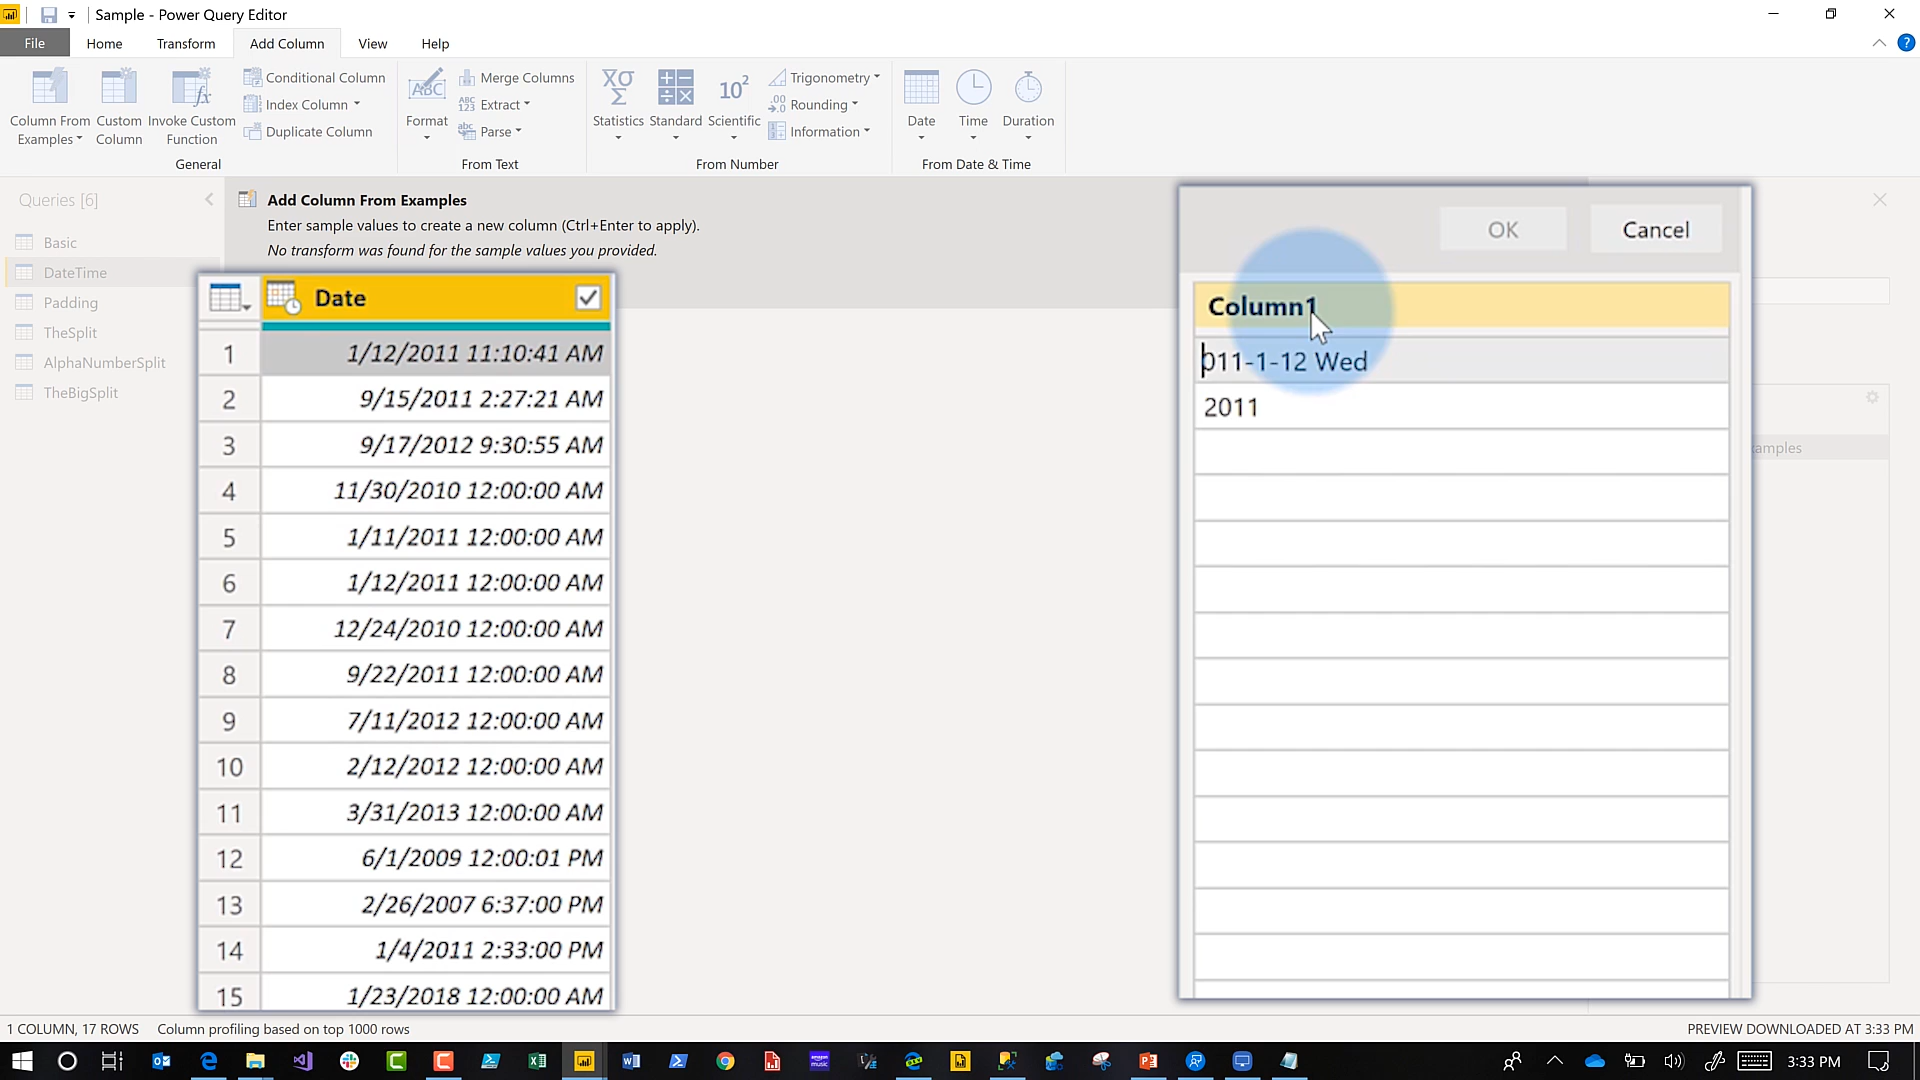 Sample - Power Query Editor
File
Home
Transform
Add Column
View
Help
?
Column From
Examples
Custom
Column
Invoke Custom
Function
Conditional Column
Index Column
Duplicate Column
General
ABC
Format
Merge Columns
ABC
123
Extract
abc
Parse
From Text
ΧΟ
Σ
Statistics
Standard
10²
Scientific
Trigonometry
.00
Rounding
Information
From Number
Date
Time
Duration
From Date & Time
Queries [6]
Basic
DateTime
Padding
TheSplit
AlphaNumberSplit
TheBigSplit
Add Column From Examples
Enter sample values to create a new column (Ctrl+Enter to apply).
No transform was found for the sample values you provided.
OK
Cancel
Date
1 1/12/2011 11:10:41 AM
2 9/15/2011 2:27:21 AM
3 9/17/2012 9:30:55 AM
4 11/30/2010 12:00:00 AM
5 1/11/2011 12:00:00 AM
6 1/12/2011 12:00:00 AM
7 12/24/2010 12:00:00 AM
8 9/22/2011 12:00:00 AM
9 7/11/2012 12:00:00 AM
10 2/12/2012 12:00:00 AM
11 3/31/2013 12:00:00 AM
12 6/1/2009 12:00:01 PM
13 2/26/2007 6:37:00 PM
14 1/4/2011 2:33:00 PM
15 1/23/2018 12:00:00 AM
Column1
011-1-12 Wed
2011
amples
1 COLUMN, 17 ROWS
Column profiling based on top 1000 rows
PREVIEW DOWNLOADED AT 3:33 PM
3:33 PM